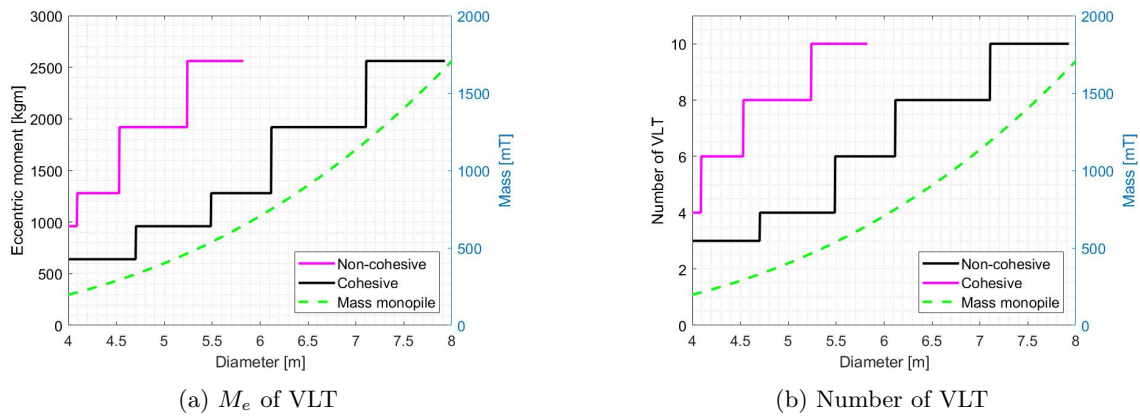 3000
2500
2000
1500
1000
500
0
Eccentric moment [kgm]
2000
1500
1000
500
0
Mass [mT]
Non-cohesive
Cohesive
Mass monopile
4 4.5 5 5.5 6 6.5 7 7.5 8
Diameter [m]
(a) Me of VLT
10
8
6
4
2
0
Number of VLT
2000
1500
1000
500
0
Mass [mT]
Non-cohesive
Cohesive
Mass monopile
4 4.5 5 5.5 6 6.5 7 7.5 8
Diameter [m]
(b) Number of VLT